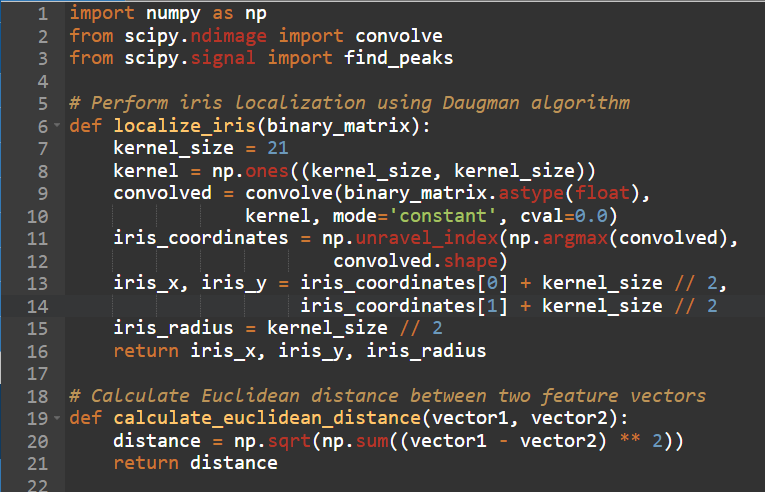 1 import numpy as np
2 from scipy.ndimage import convolve
3 from scipy.signal import find_peaks
4
5 # Perform iris localization using Daugman algorithm
6 def localize_iris(binary_matrix):
7     kernel_size = 21
8     kernel = np.ones((kernel_size, kernel_size))
9     convolved = convolve(binary_matrix.astype(float),
10                 kernel, mode='constant', cval=0.0)
11     iris_coordinates = np.unravel_index(np.argmax(convolved),
12                         convolved.shape)
13     iris_x, iris_y = iris_coordinates[0] + kernel_size // 2,
14                      iris_coordinates[1] + kernel_size // 2
15     iris_radius = kernel_size // 2
16     return iris_x, iris_y, iris_radius
17
18 # Calculate Euclidean distance between two feature vectors
19 def calculate_euclidean_distance(vector1, vector2):
20     distance = np.sqrt(np.sum((vector1 - vector2) ** 2))
21     return distance
22